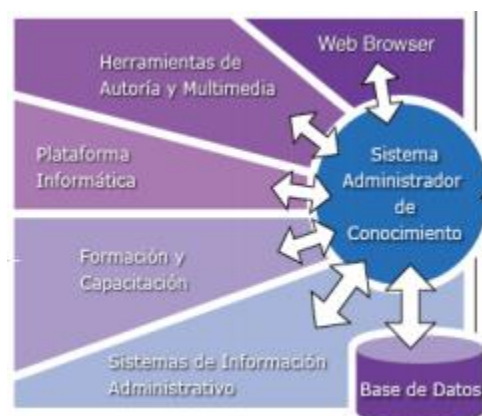 Web Browser
Herramientas de
Autoría y Multimedia
Plataforma
Informática
Sistema
Administrador
de
Conocimiento
Formación y
Capacitación
Sistemas de Información
Administrativo
Base de Datos